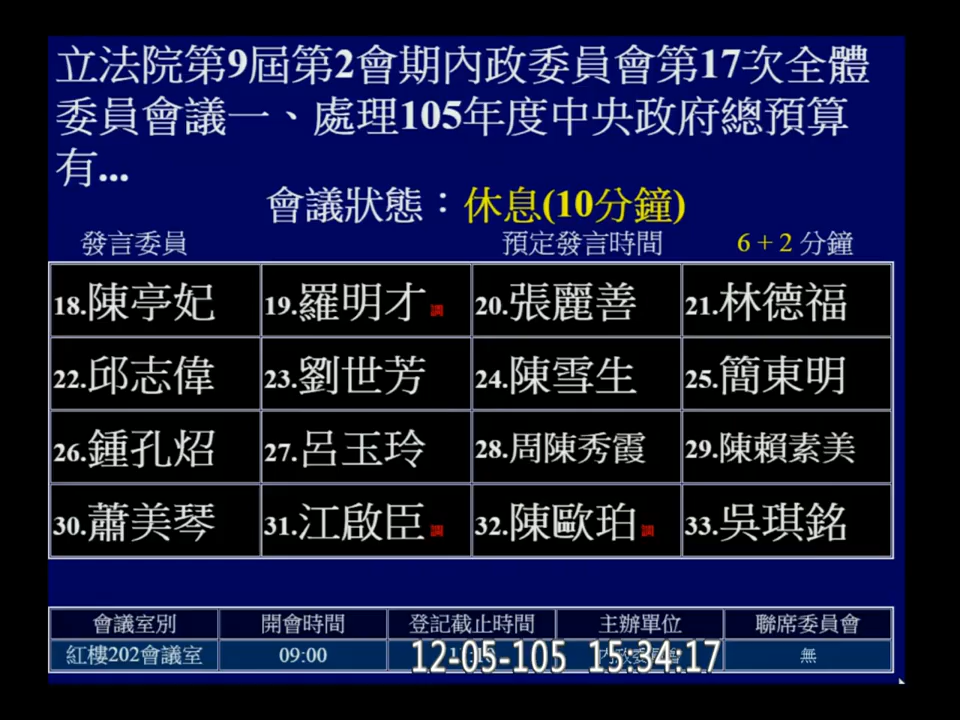 立法院第9屆第2會期內政委員會第17次全體
委員會議一、處理105年度中央政府總預算
有...
會議狀態：休息(10分鐘)
發言委員 預定發言時間 6 + 2 分鐘
18.陳亭妃 19.羅明才 20.張麗善 21.林德福
22.邱志偉 23.劉世芳 24.陳雪生 25.簡東明
26.鍾孔炤 27.呂玉玲 28.周陳秀霞 29.陳賴素美
30.蕭美琴 31.江啟臣 32.陳歐珀 33.吳琪銘
會議室別 開會時間 登記截止時間 主辦單位 聯席委員會
紅樓202會議室 09:00 內政委員會 無
12-05-105 15:34:17